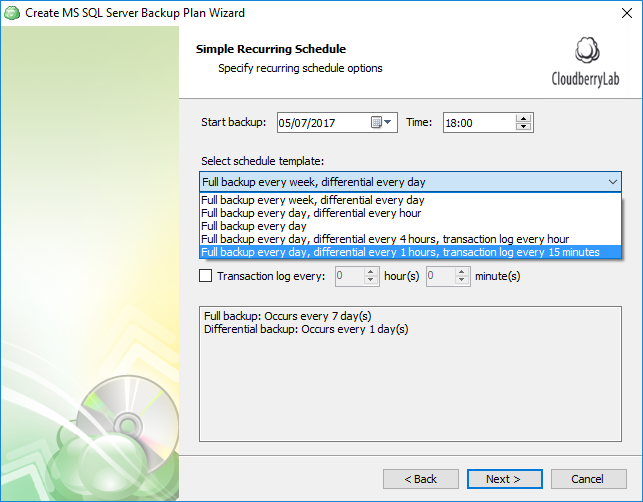 Create MS SQL Server Backup Plan Wizard
Simple Recurring Schedule
Specify recurring schedule options
CloudberryLab
Start backup: 05/07/2017 Time: 18:00
Select schedule template:
Full backup every week, differential every day
Full backup every week, differential every day
Full backup every day, differential every hour
Full backup every day
Full backup every day, differential every 4 hours, transaction log every hour
Full backup every day, differential every 1 hours, transaction log every 15 minutes
Transaction log every: 0 hour(s) 0 minute(s)
Full backup: Occurs every 7 day(s)
Differential backup: Occurs every 1 day(s)
< Back Next > Cancel